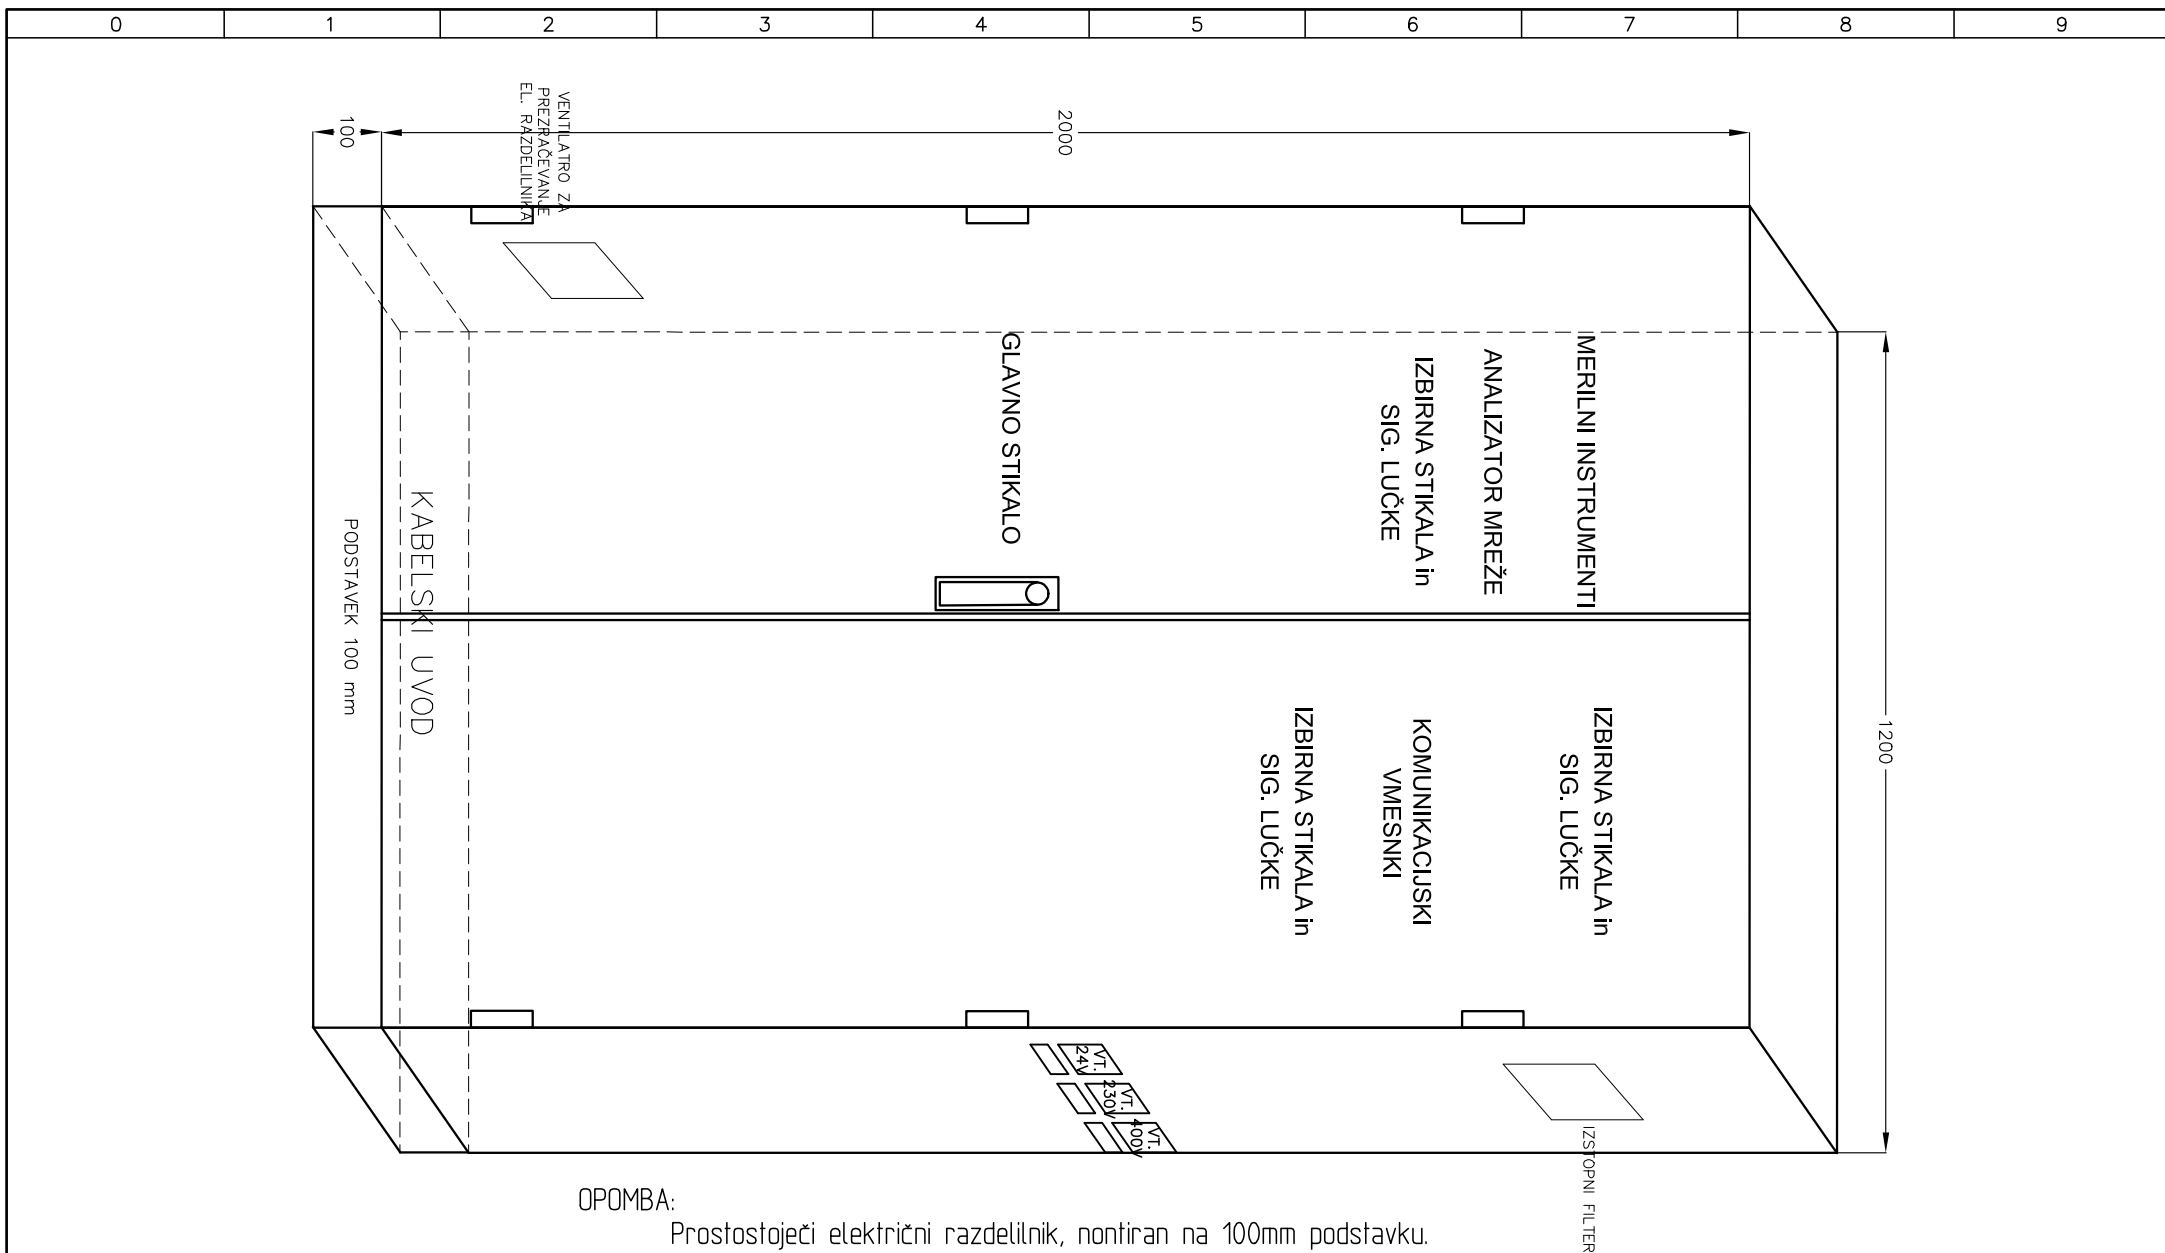 0 1 2 3 4 5 6 7 8 9
VENTILATRO ZA
PREZRAČEVANJE
EL. RAZDELILNIKA
100
2000
1200
MERILNI INSTRUMENTI
ANALIZATOR MREŽE
IZBIRNA STIKALA in
SIG. LUČKE
GLAVNO STIKALO
IZBIRNA STIKALA in
SIG. LUČKE
KOMUNIKACIJSKI
VMESNKI
IZBIRNA STIKALA in
SIG. LUČKE
KABELSKI UVOD
PODSTAVEK 100 mm
VT.
24V
VT.
230V
VT.
400V
IZSTOPNI FILTER
OPOMBA:
Prostostoječi električni razdelilnik, nontiran na 100mm podstavku.